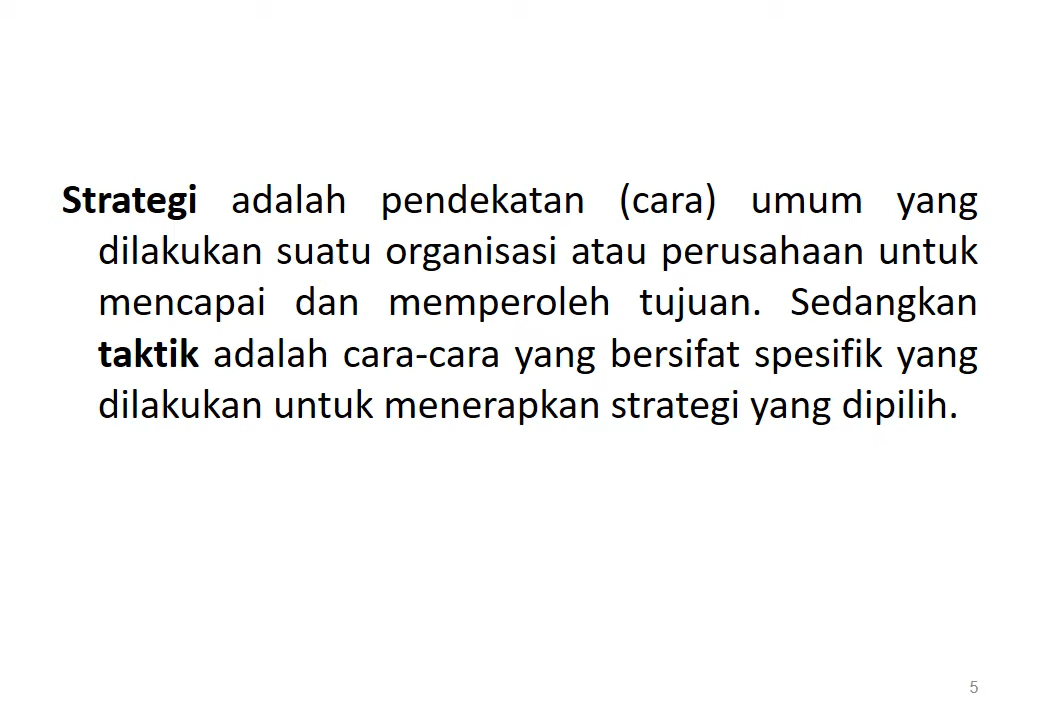 Strategi adalah pendekatan (cara) umum yang
dilakukan suatu organisasi atau perusahaan untuk
mencapai dan memperoleh tujuan. Sedangkan
taktik adalah cara-cara yang bersifat spesifik yang
dilakukan untuk menerapkan strategi yang dipilih.
5